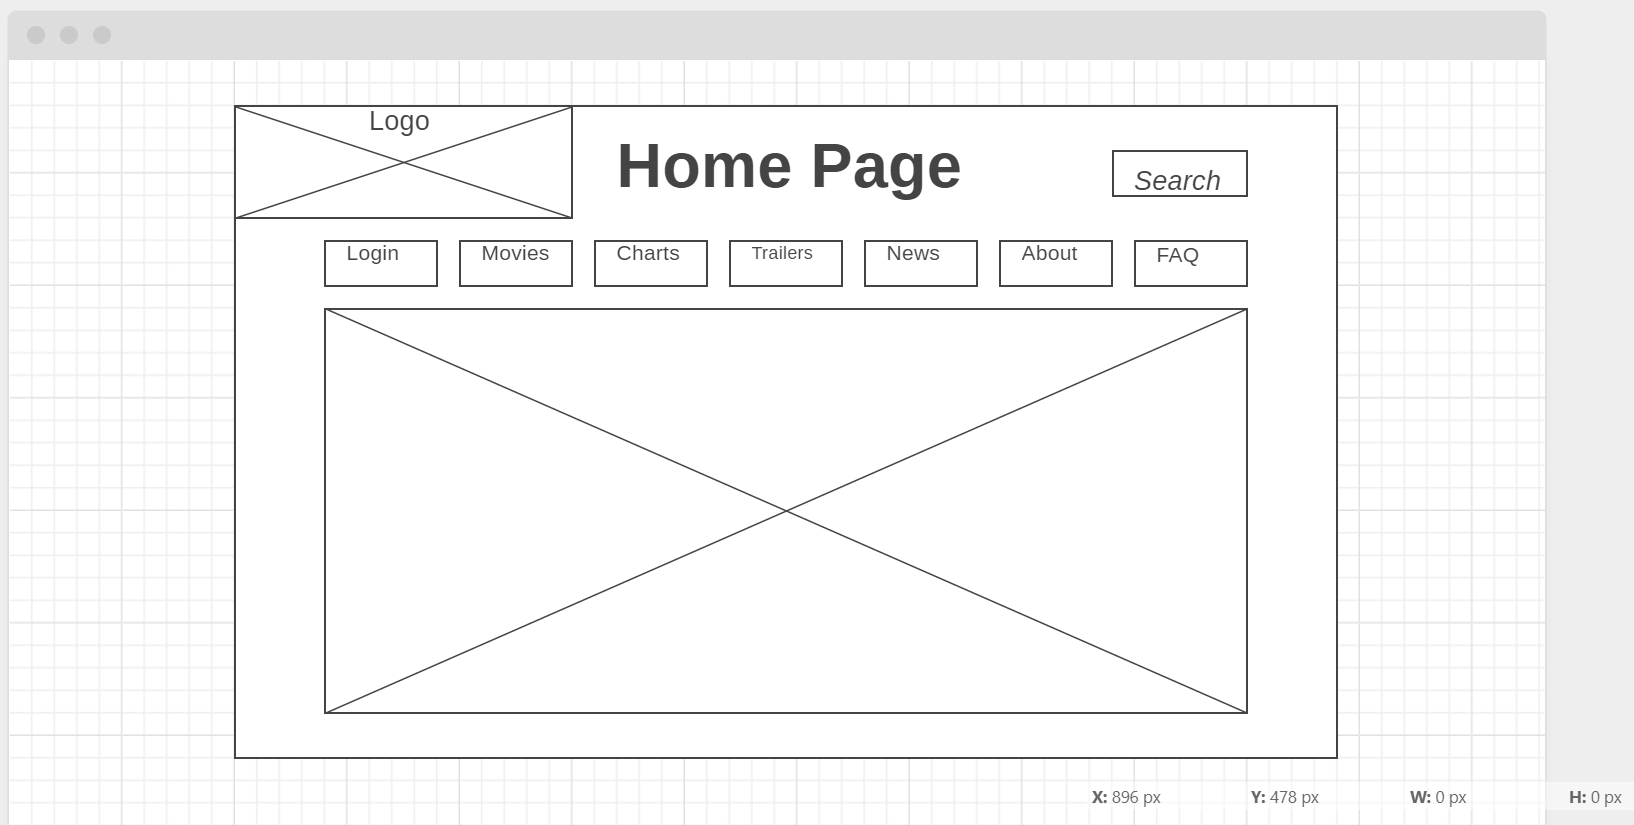 Logo
Home Page
Search
Login
Movies
Charts
Trailers
News
About
FAQ
X: 896 px Y: 478 px W: 0 px H: 0 px